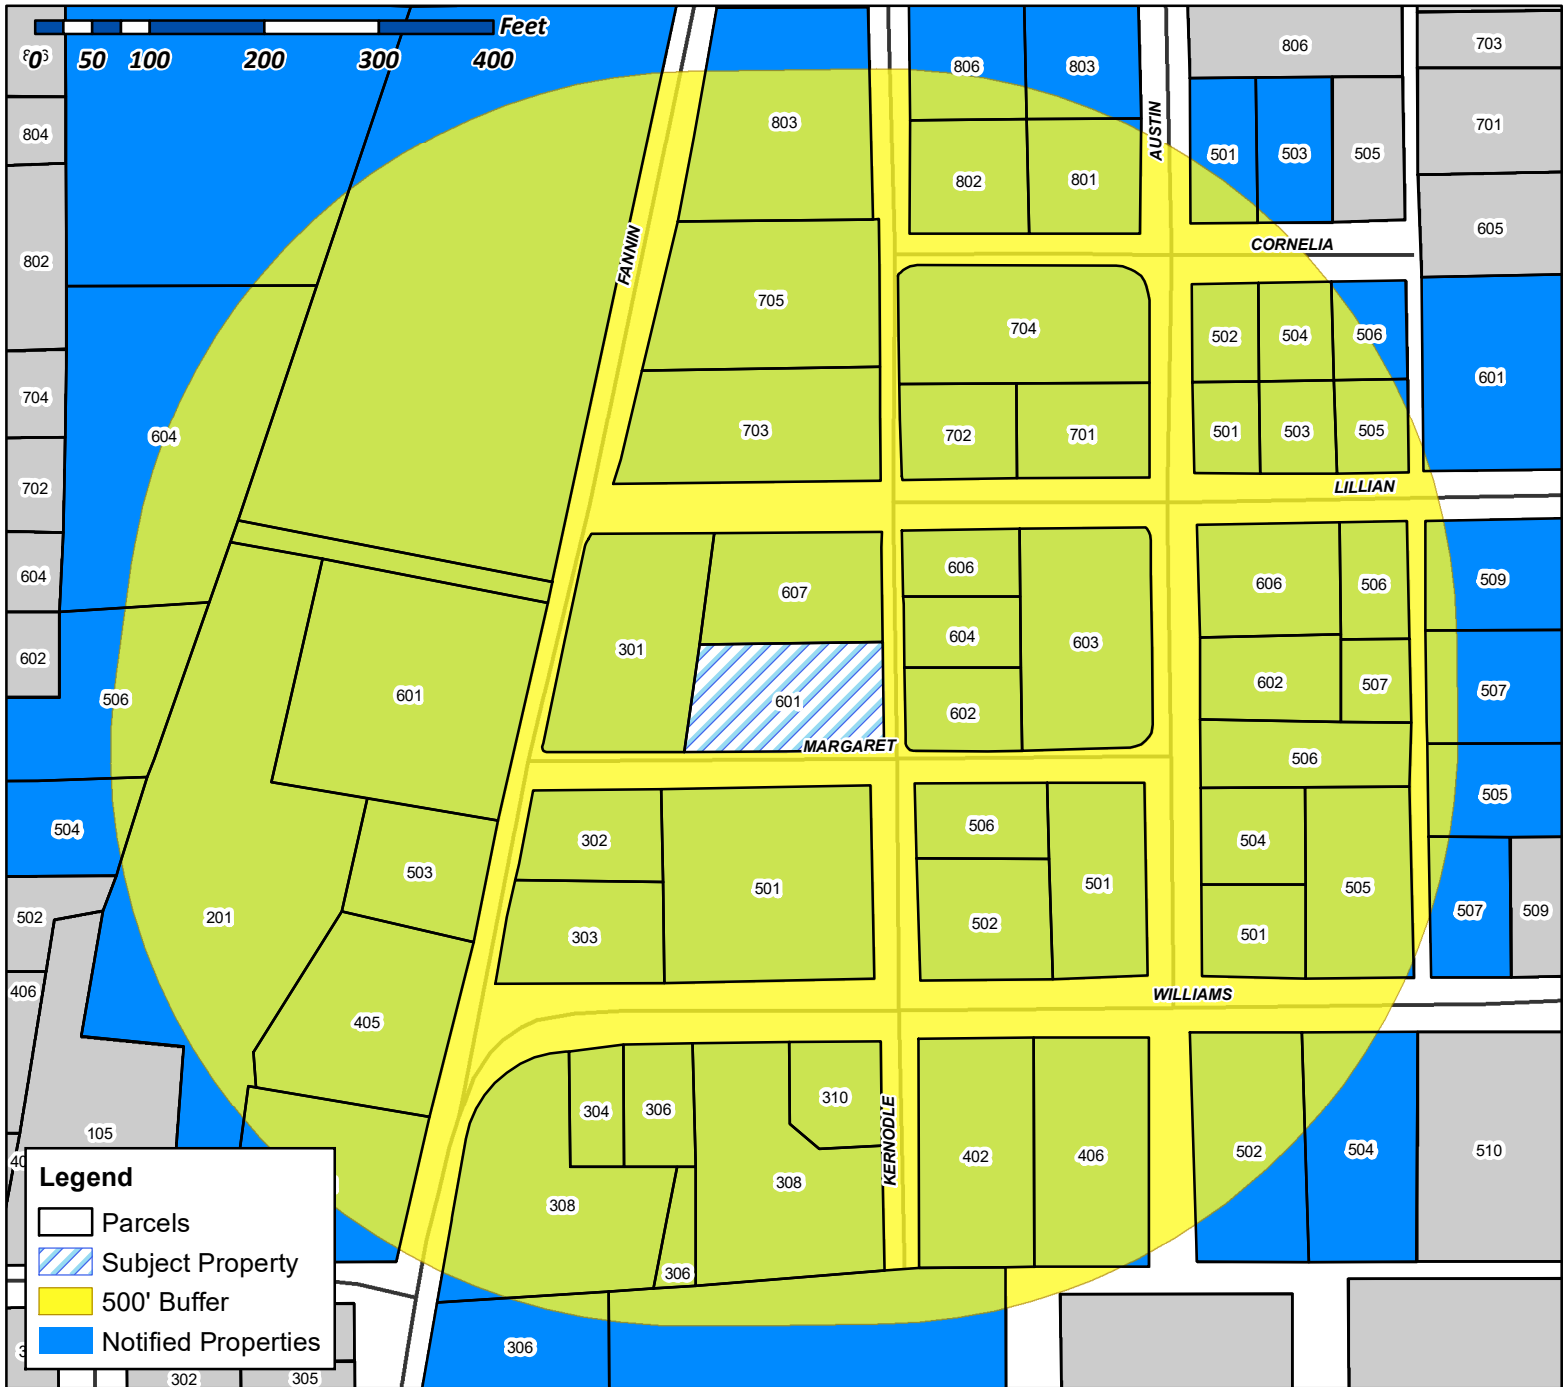 Feet
0 50 100 200 300 400
806 803 806 703
804 803 501 503 505 701
802 801 AUSTIN
605
802 FANNIN CORNELIA
705 704 502 504 506
601
704 604 703 702 701 501 503 505
702 LILLIAN
604 607 606 606 506 509
602 301 604 603
506 601 601 602 602 507 507
MARGARET
506
504 302 506 504 505
503 501 501
502 201 303 502 501 505 507 509
406 WILLIAMS
405
304 306 310
105 KERNODLE 402 406 502 504 510
308 308
306
306
302 305
Legend
Parcels
Subject Property
500' Buffer
Notified Properties